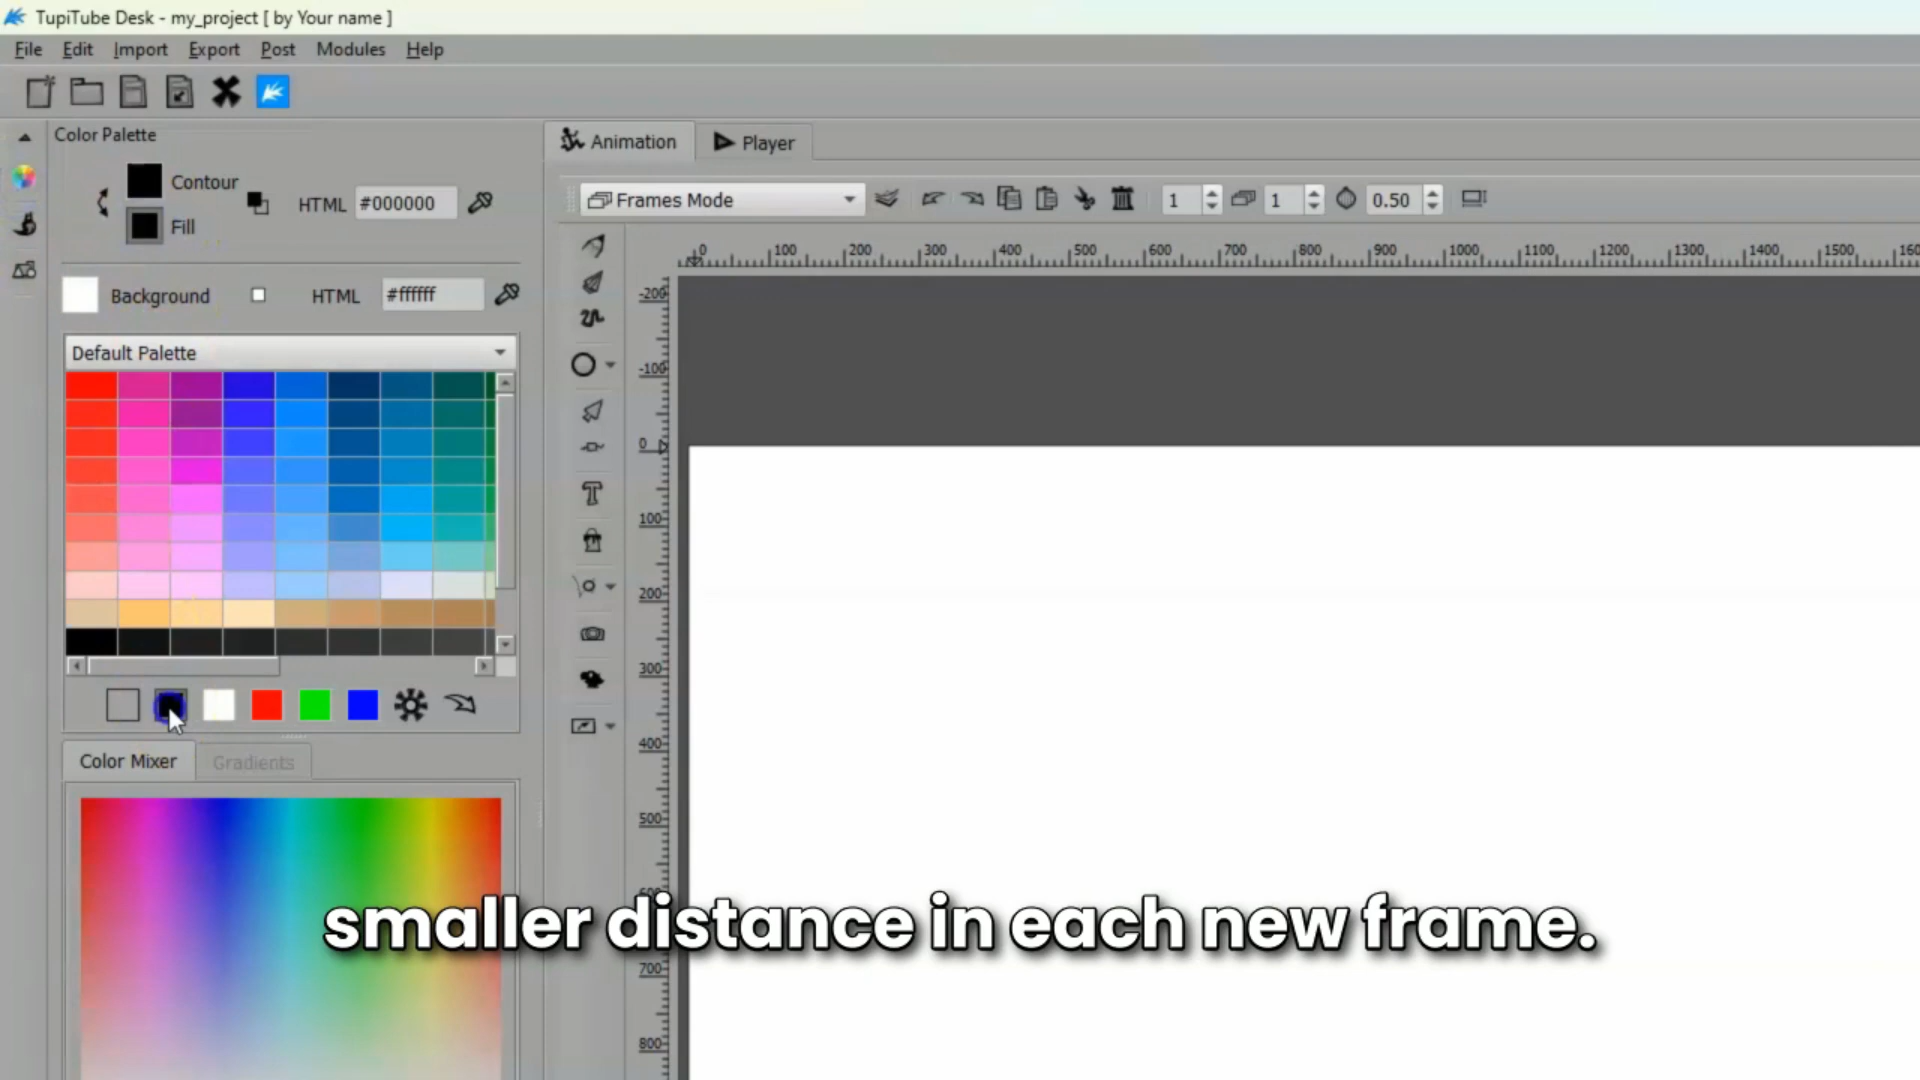 TupiTube Desk - my_project [ by Your name ]
File Edit Import Export Post Modules Help
Color Palette
Animation Player
Contour
Fill
HTML #000000
Frames Mode
1 1 0.50
Background HTML #ffffff
Default Palette
0 100 200 300 400 500 600 700 800 900 1000 1100 1200 1300 1400 1500
-200
-100
0
100
200
300
400
500
600
700
800
Color Mixer Gradients
smaller distance in each new frame.